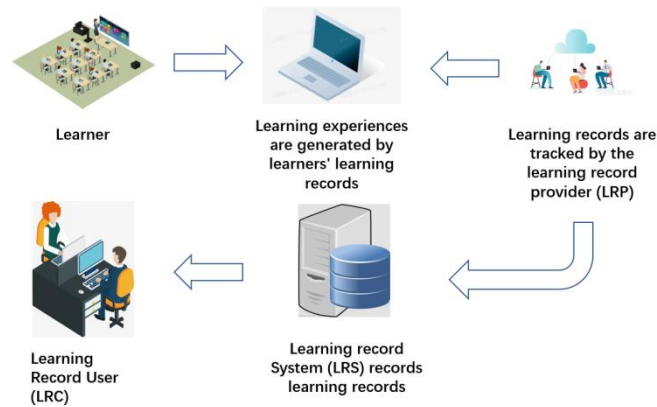 Learner
Learning experiences
are generated by
learners' learning
records
Learning records are
tracked by the
learning record
provider (LRP)
Learning
Record User
(LRC)
Learning record
System (LRS) records
learning records